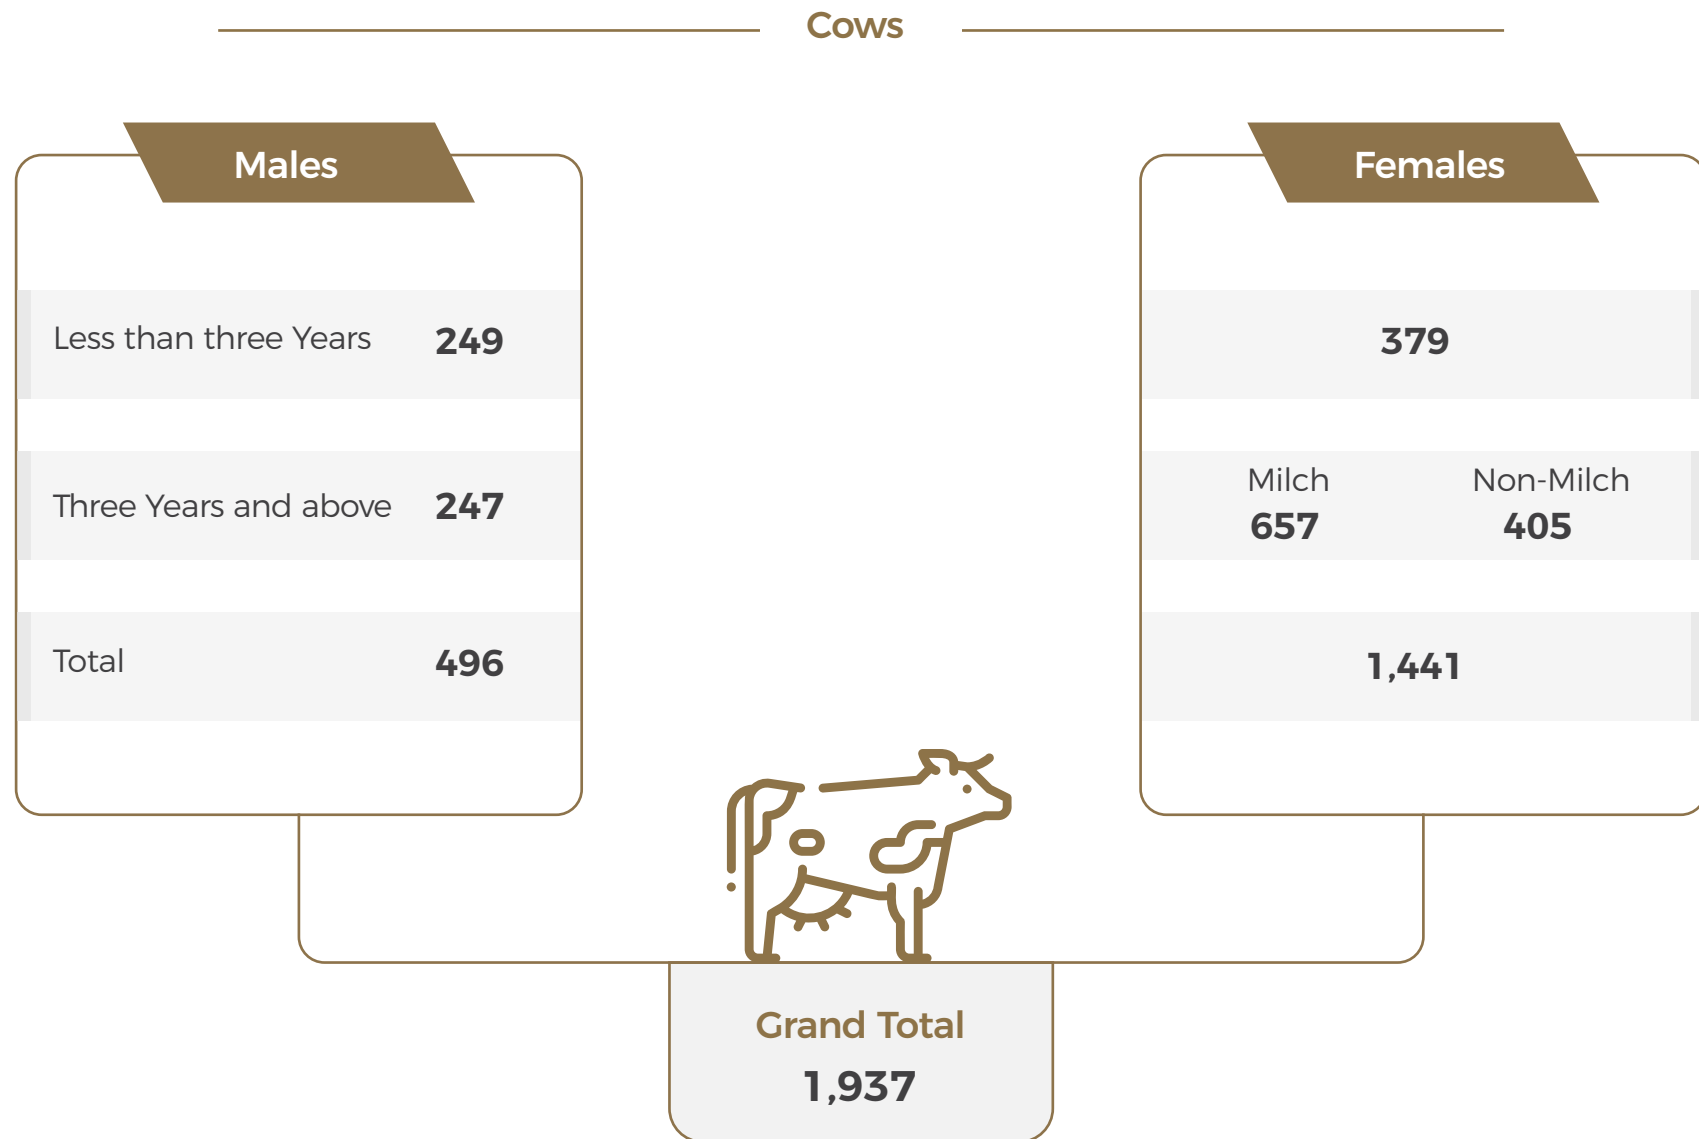 Cows
Males
Less than three Years 249
Three Years and above 247
Total 496
Females
379
Milch Non-Milch
657 405
1,441
Grand Total
1,937